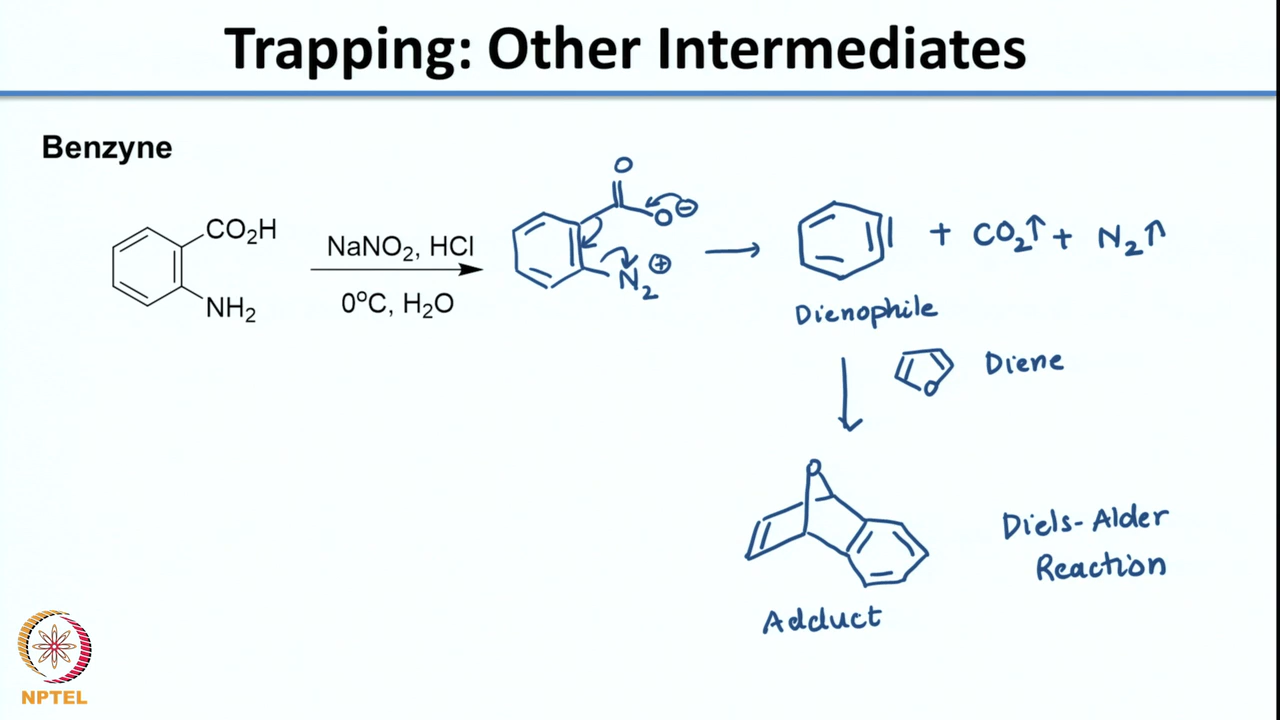 Trapping: Other Intermediates
Benzyne
CO₂H
NH₂
NaNO₂, HCl
0°C, H₂O
O
O⊖
N₂⊕
+ CO₂↑ + N₂↑
Dienophile
O
Diene
O
Adduct
Diels-Alder
Reaction
NPTEL